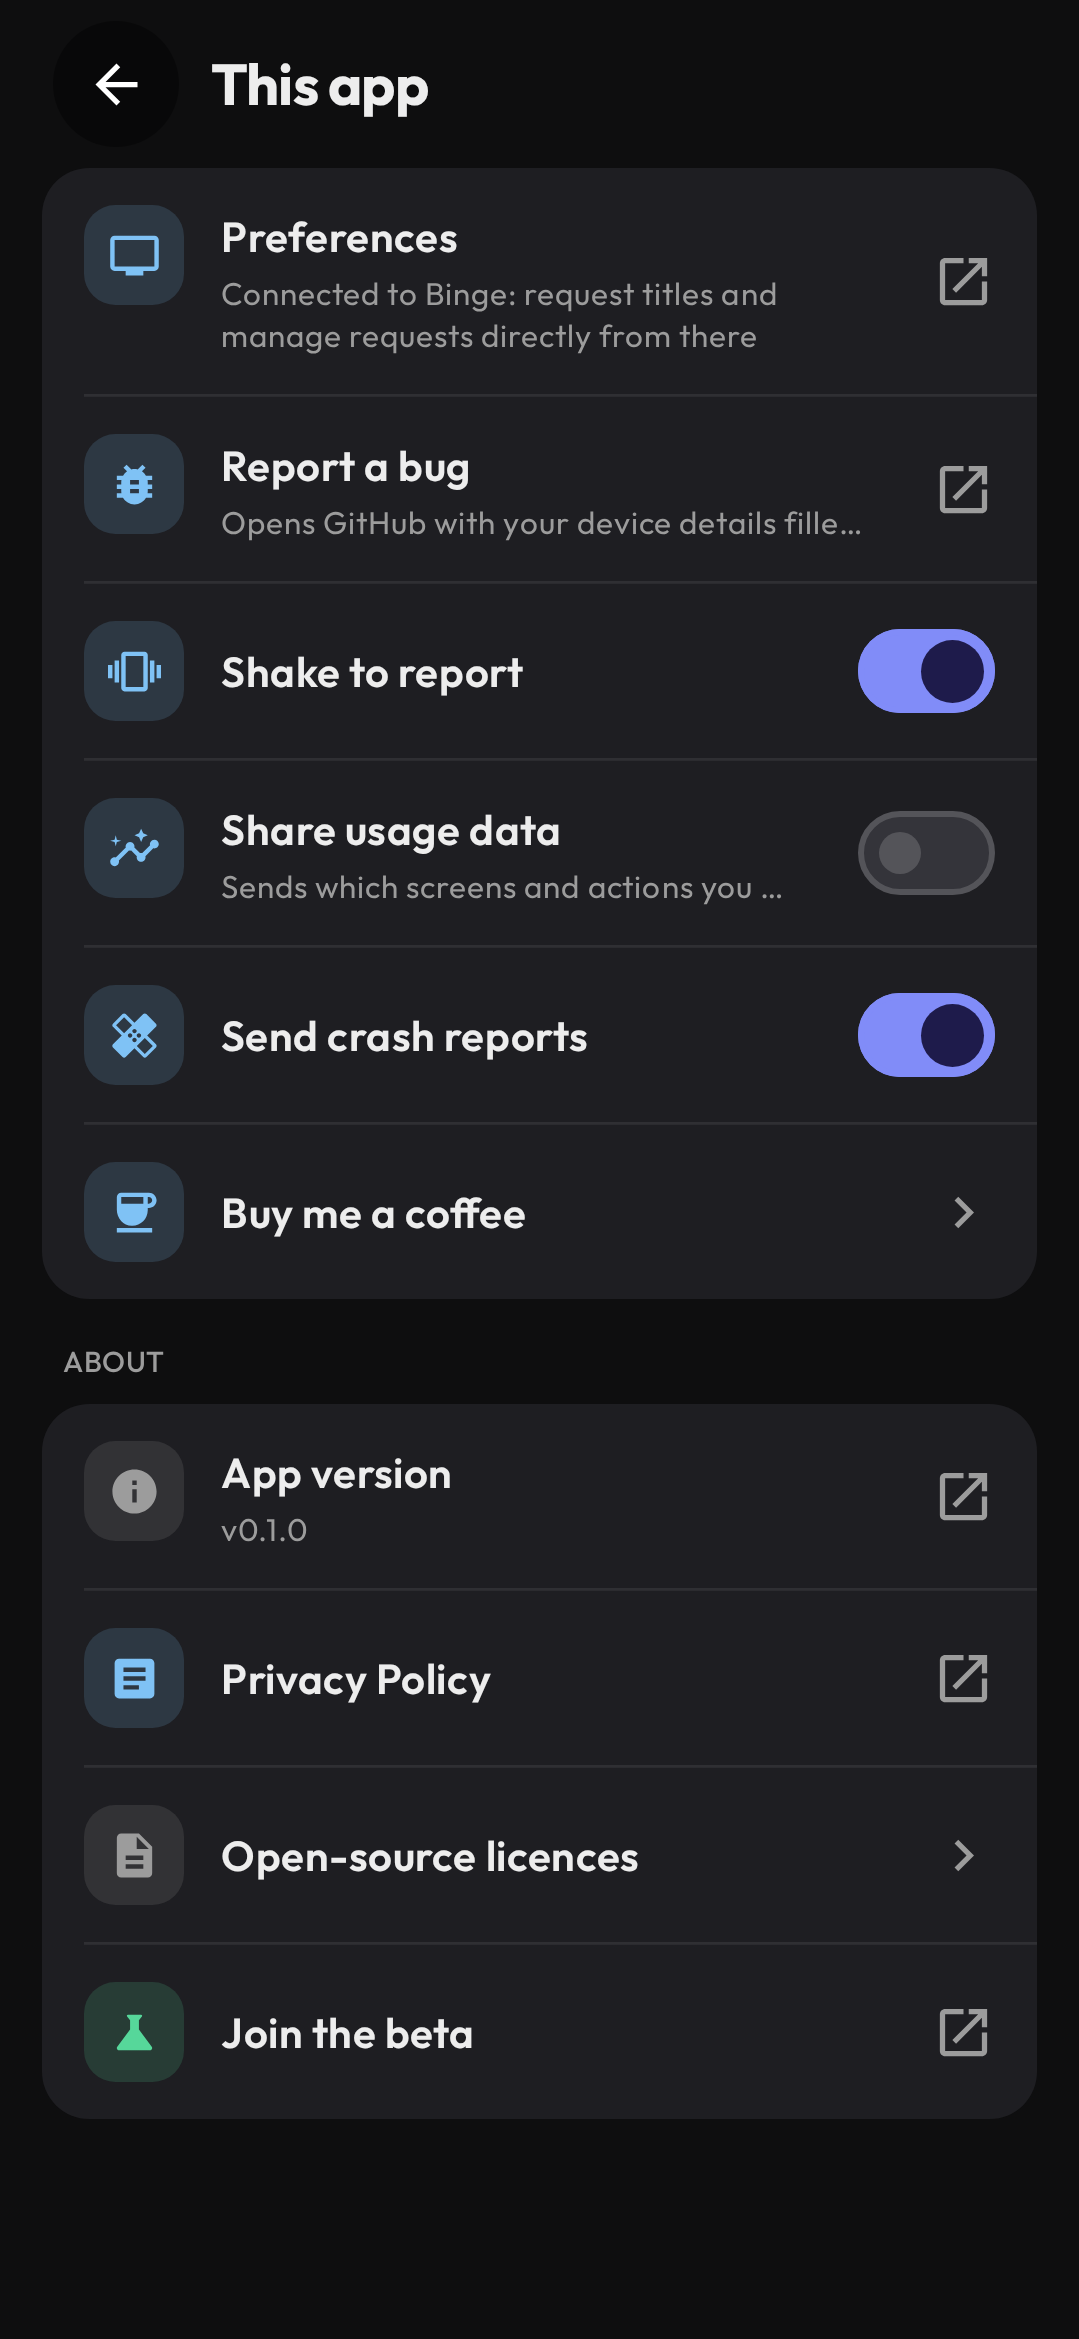 This app
Preferences
Connected to Binge: request titles and
manage requests directly from there
Report a bug
Opens GitHub with your device details fille...
Shake to report
Share usage data
Sends which screens and actions you ...
Send crash reports
Buy me a coffee
ABOUT
App version
v0.1.0
Privacy Policy
Open-source licences
Join the beta